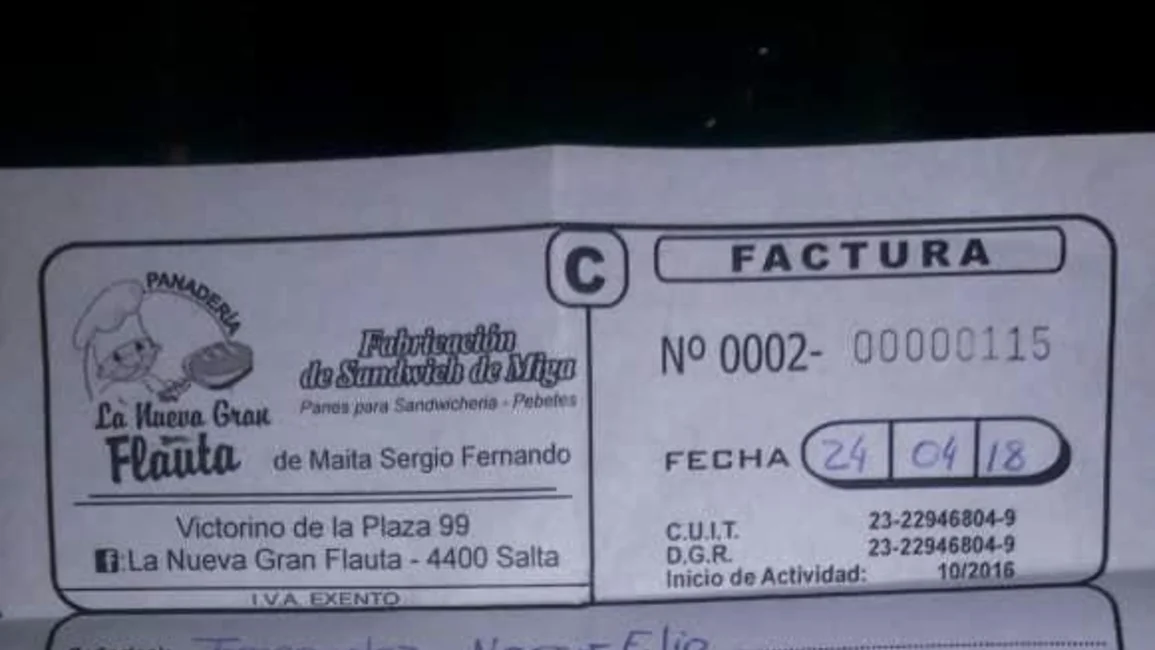 PANADERÍA
La Nueva Gran
Flauta
Fabricación
de Sandwich de Miga
Panes para Sandwicheria - Pebetes
de Maita Sergio Fernando
Victorino de la Plaza 99
f:La Nueva Gran Flauta - 4400 Salta
I.V.A. EXENTO
C
FACTURA
Nº 0002- 00000115
FECHA 24 04 18
C.U.I.T. 23-22946804-9
D.G.R. 23-22946804-9
Inicio de Actividad: 10/2016